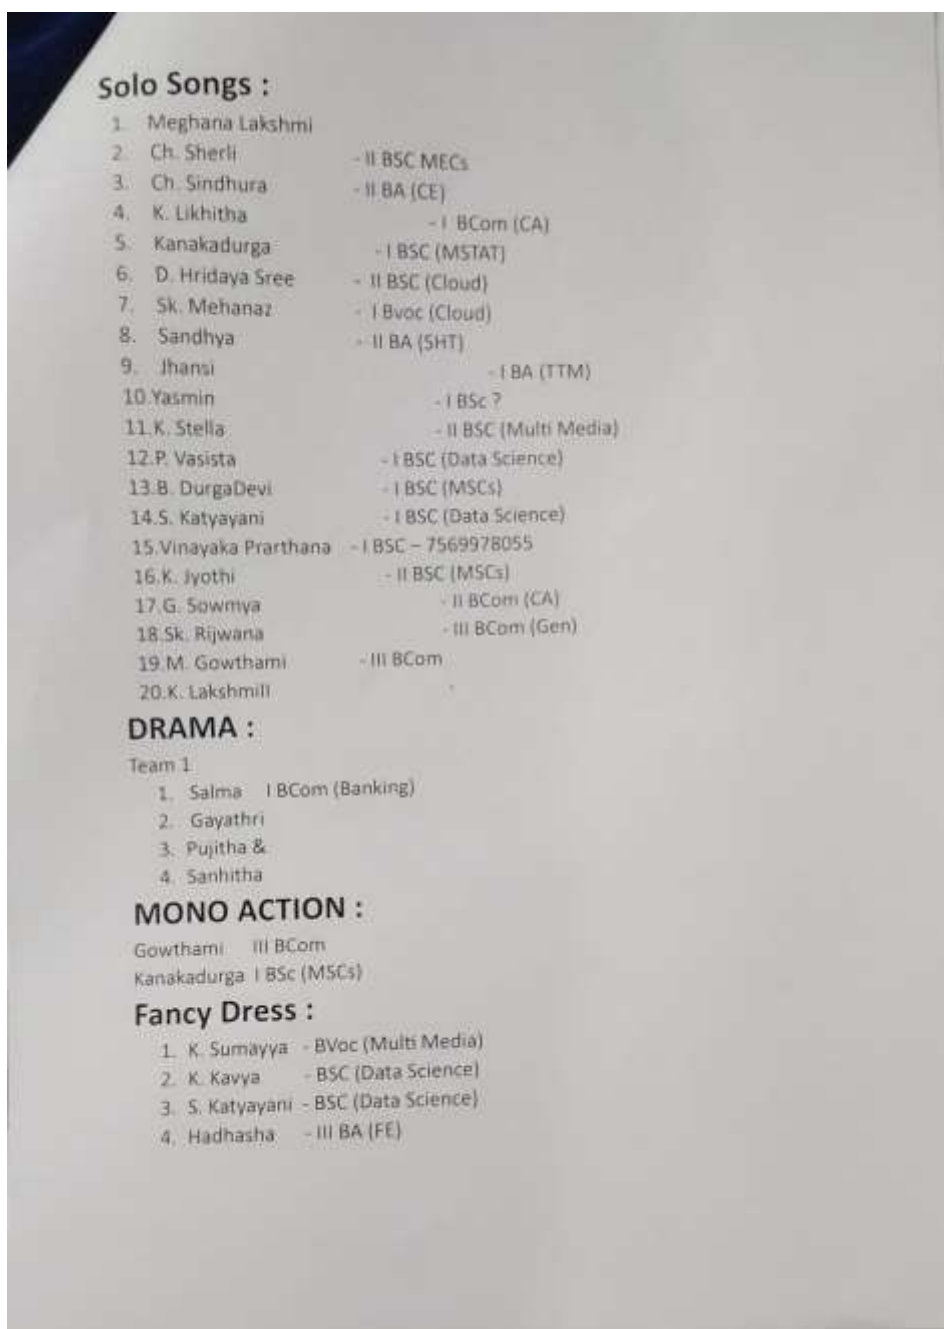 Solo Songs :
1. Meghana Lakshmi
2. Ch. Sherli - II BSC MECs
3. Ch. Sindhura - II BA (CE)
4. K. Likhitha - I BCom (CA)
5. Kanakadurga - I BSC (MSTAT)
6. D. Hridaya Sree - II BSC (Cloud)
7. Sk. Mehanaz - I Bvoc (Cloud)
8. Sandhya - II BA (SHT)
9. Jhansi - I BA (TTM)
10.Yasmin - I BSc ?
11.K. Stella - II BSC (Multi Media)
12.P. Vasista - I BSC (Data Science)
13.B. DurgaDevi - I BSC (MSCs)
14.S. Katyayani - I BSC (Data Science)
15.Vinayaka Prarthana - I BSC – 7569978055
16.K. Jyothi - II BSC (MSCs)
17.G. Sowmya - II BCom (CA)
18.Sk. Rijwana - III BCom (Gen)
19.M. Gowthami - III BCom
20.K. Lakshmill
DRAMA :
Team 1
1. Salma I BCom (Banking)
2. Gayathri
3. Pujitha &
4. Sanhitha
MONO ACTION :
Gowthami III BCom
Kanakadurga I BSc (MSCs)
Fancy Dress :
1. K. Sumayya - BVoc (Multi Media)
2. K. Kavya - BSC (Data Science)
3. S. Katyayani - BSC (Data Science)
4. Hadhasha - III BA (FE)